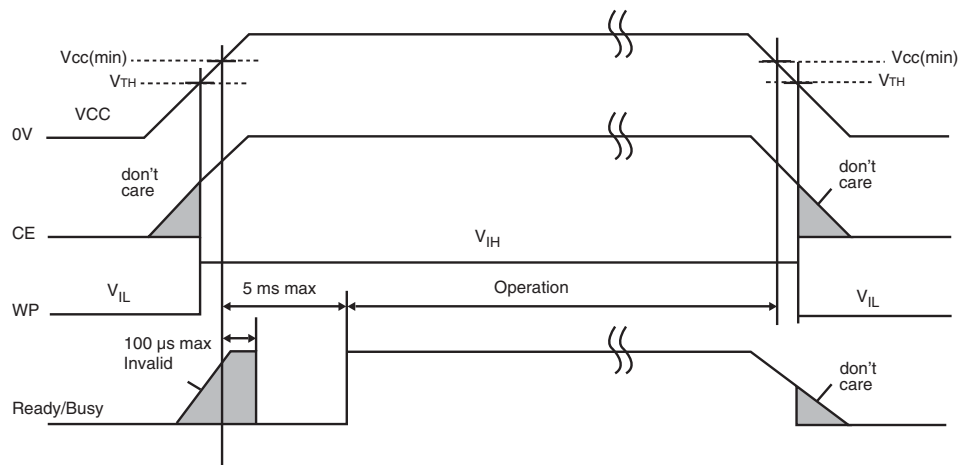 Vcc(min)
VTH
VCC
0V
Vcc(min)
VTH
don't
care
don't
care
CE
VIH
VIL
5 ms max
Operation
VIL
WP
100 µs max
Invalid
don't
care
Ready/Busy